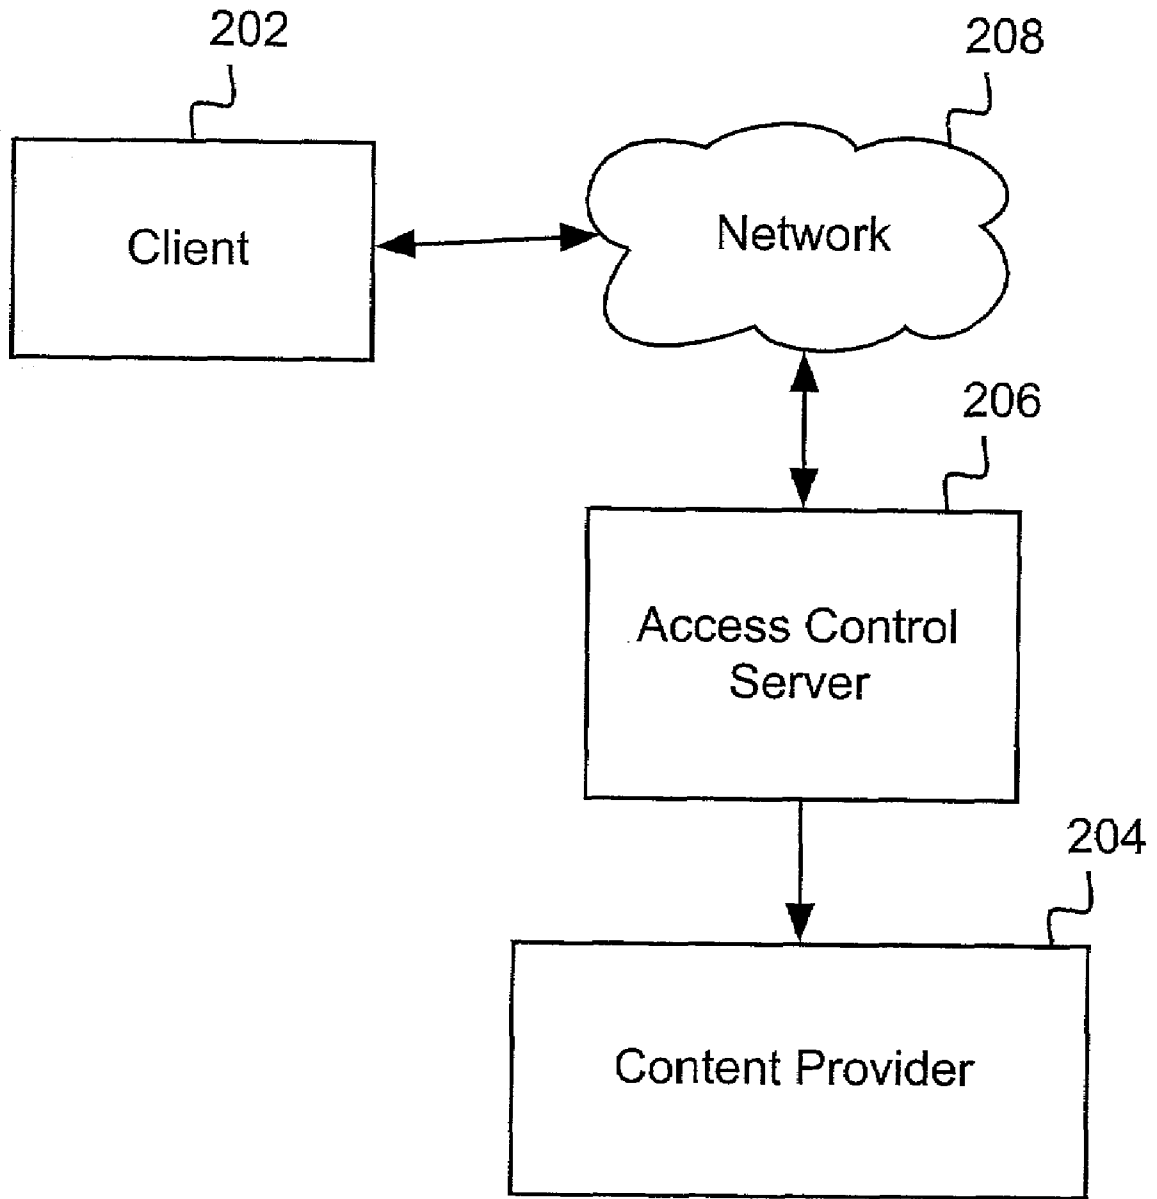 202
208
Client
Network
206
Access Control
Server
204
Content Provider